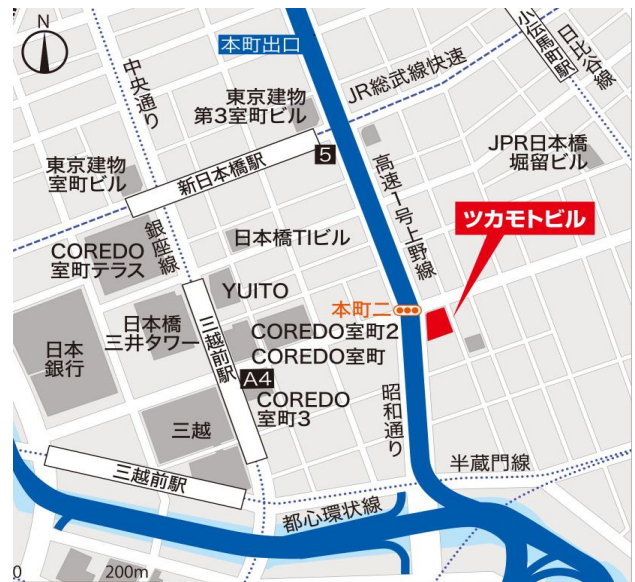 N
本町出口
中央通り
東京建物
第3室町ビル
JR総武線快速
小伝馬町駅
日比谷線
東京建物
室町ビル
新日本橋駅
5
高速1号上野線
JPR日本橋
堀留ビル
ツカモトビル
COREDO
室町テラス
銀座線
日本橋TIビル
YUITO
本町二
日本
銀行
日本橋
三井タワー
三越前駅
COREDO室町2
COREDO室町
A4
COREDO
室町3
昭和通り
三越
三越前駅
半蔵門線
都心環状線
0
200m